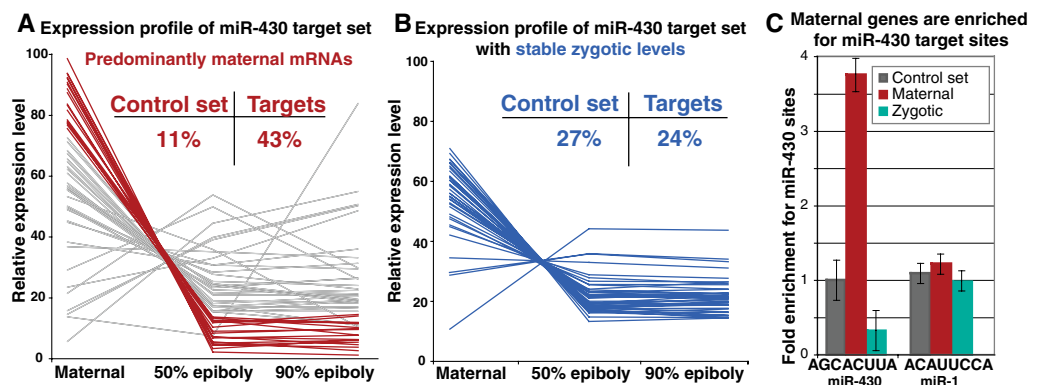 A Expression profile of miR-430 target set
Predominantly maternal mRNAs
Control set Targets
11% 43%
Relative expression level
100
80
60
40
20
0
Maternal 50% epiboly 90% epiboly
B Expression profile of miR-430 target set
with stable zygotic levels
Control set Targets
27% 24%
Relative expression level
100
80
60
40
20
0
Maternal 50% epiboly 90% epiboly
C Maternal genes are enriched
for miR-430 target sites
Control set
Maternal
Zygotic
Fold enrichment for miR-430 sites
4
3
2
1
0
AGCACUUA ACAUUCCA
miR-430 miR-1